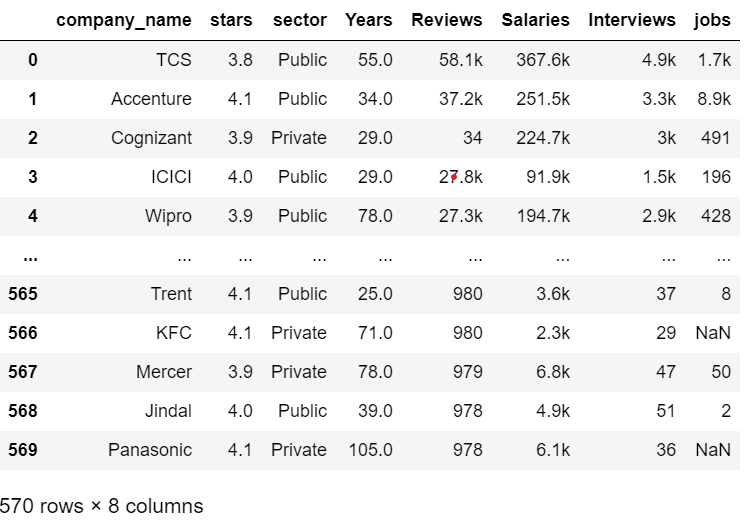 company_name stars sector Years Reviews Salaries Interviews jobs
0 TCS 3.8 Public 55.0 58.1k 367.6k 4.9k 1.7k
1 Accenture 4.1 Public 34.0 37.2k 251.5k 3.3k 8.9k
2 Cognizant 3.9 Private 29.0 34 224.7k 3k 491
3 ICICI 4.0 Public 29.0 27.8k 91.9k 1.5k 196
4 Wipro 3.9 Public 78.0 27.3k 194.7k 2.9k 428
... ... ... ... ... ... ... ... ...
565 Trent 4.1 Public 25.0 980 3.6k 37 8
566 KFC 4.1 Private 71.0 980 2.3k 29 NaN
567 Mercer 3.9 Private 78.0 979 6.8k 47 50
568 Jindal 4.0 Public 39.0 978 4.9k 51 2
569 Panasonic 4.1 Private 105.0 978 6.1k 36 NaN
570 rows × 8 columns